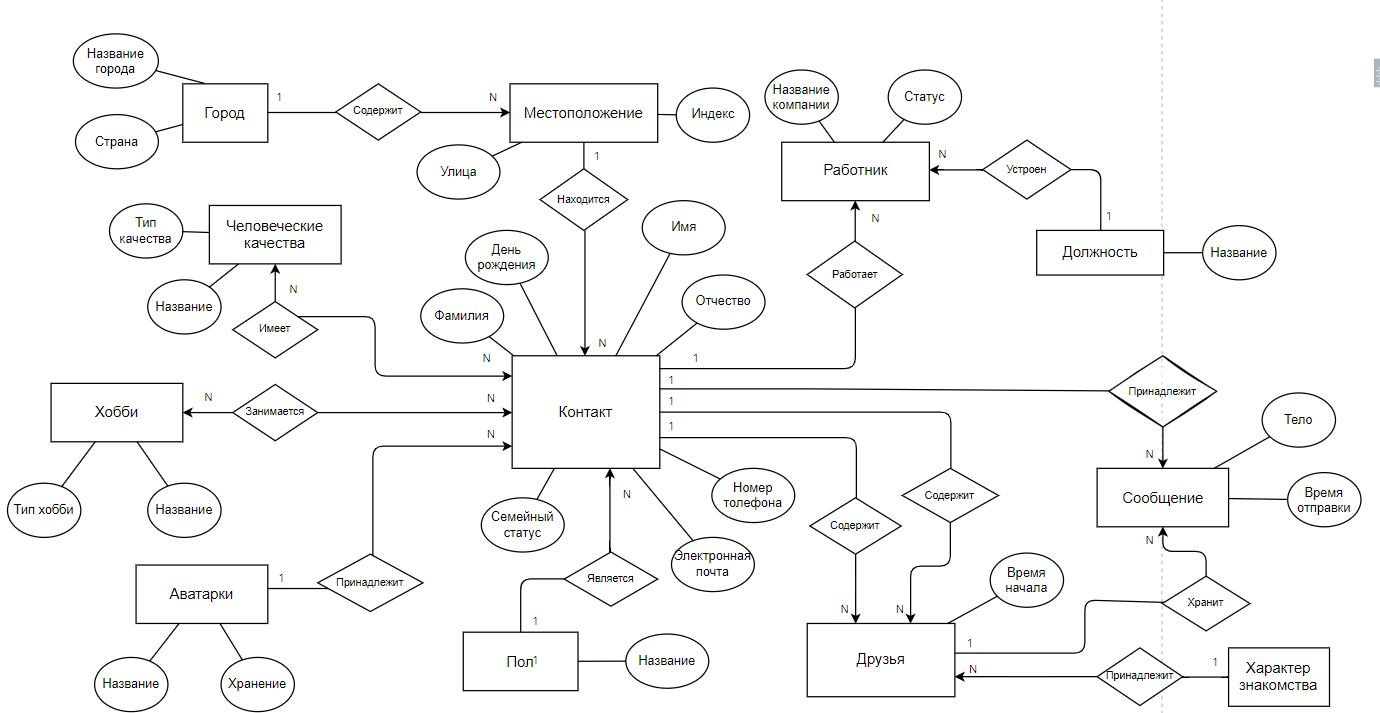 Название
города
Город
Страна
1
Содержит
N
Местоположение
Индекс
Улица
1
Находится
N
Название
компании
Статус
Работник
N
Устроен
1
Должность
Название
N
Работает
1
Тип
качества
Человеческие
качества
Название
N
Имеет
N
День
рождения
Имя
Фамилия
Отчество
Контакт
Хобби
N
Занимается
N
Тип хобби
Название
1
Принадлежит
N
Тело
Сообщение
Время
отправки
N
1
Содержит
N
1
Содержит
N
Номер
толефона
Семейный
статус
Электронная
почта
N
Является
1
Пол1
Название
Аватарки
1
Принадлежит
N
Название
Хранение
Время
начала
Друзья
1
Хранит
N
Принадлежит
1
Характер
знакомства